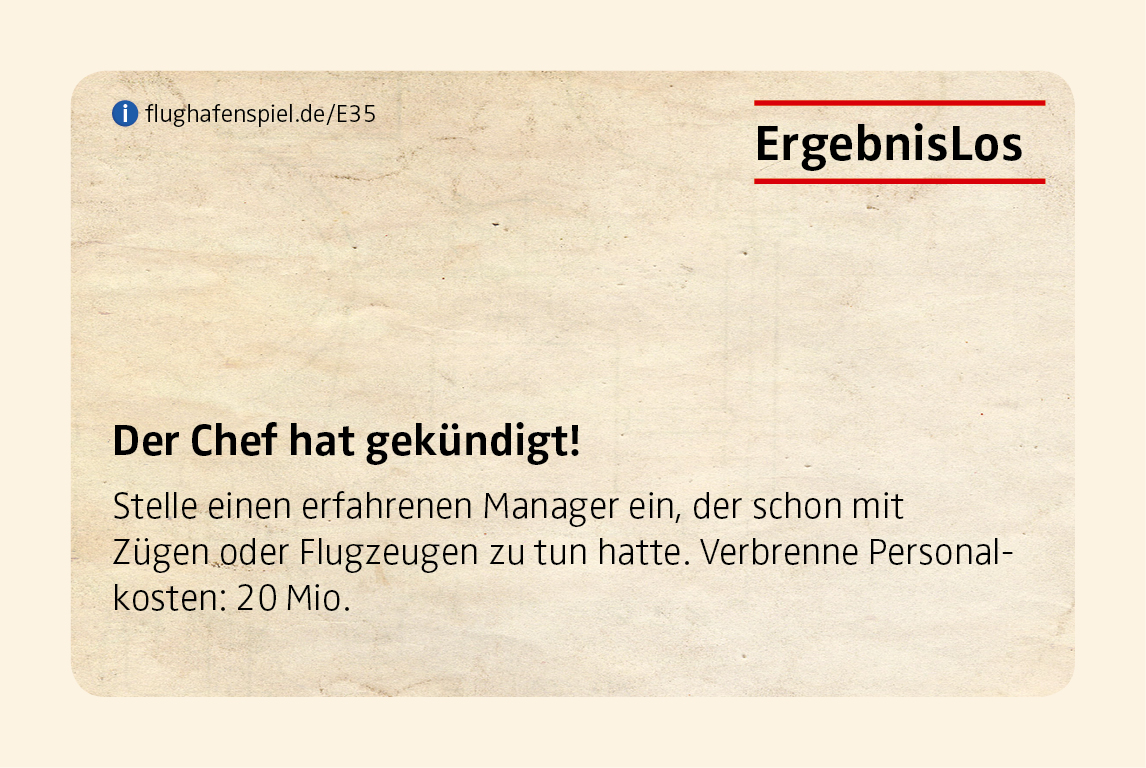 i flughafenspiel.de/E35
ErgebnisLos
Der Chef hat gekündigt!
Stelle einen erfahrenen Manager ein, der schon mit
Zügen oder Flugzeugen zu tun hatte. Verbrenne Personal-
kosten: 20 Mio.